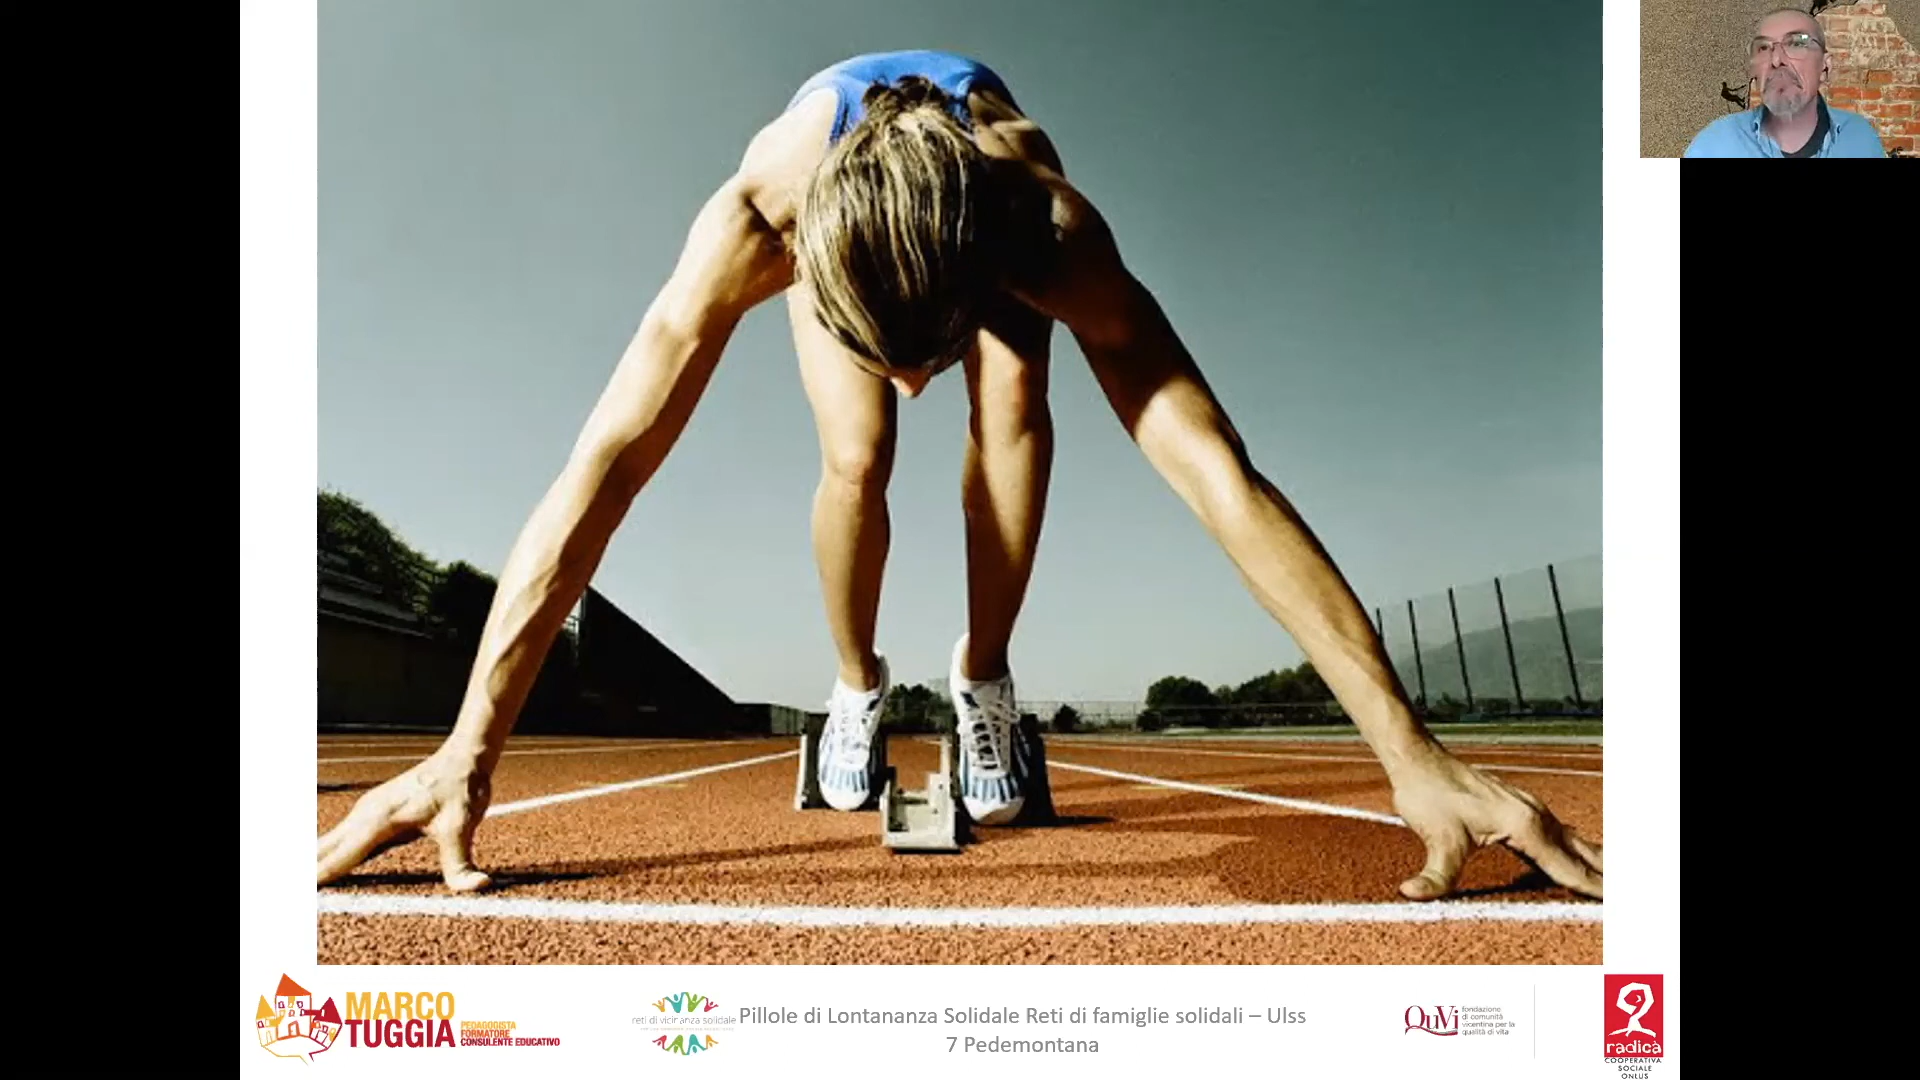 MARCO
TUGGIA
PEDAGOGISTA
FORMATORE
CONSULENTE EDUCATIVO
reti di vicinanza solidale
Pillole di Lontananza Solidale Reti di famiglie solidali – Ulss
7 Pedemontana
QuVi
fondazione
di comunità
vicentina per la
qualità di vita
radicà
COOPERATIVA
SOCIALE
ONLUS